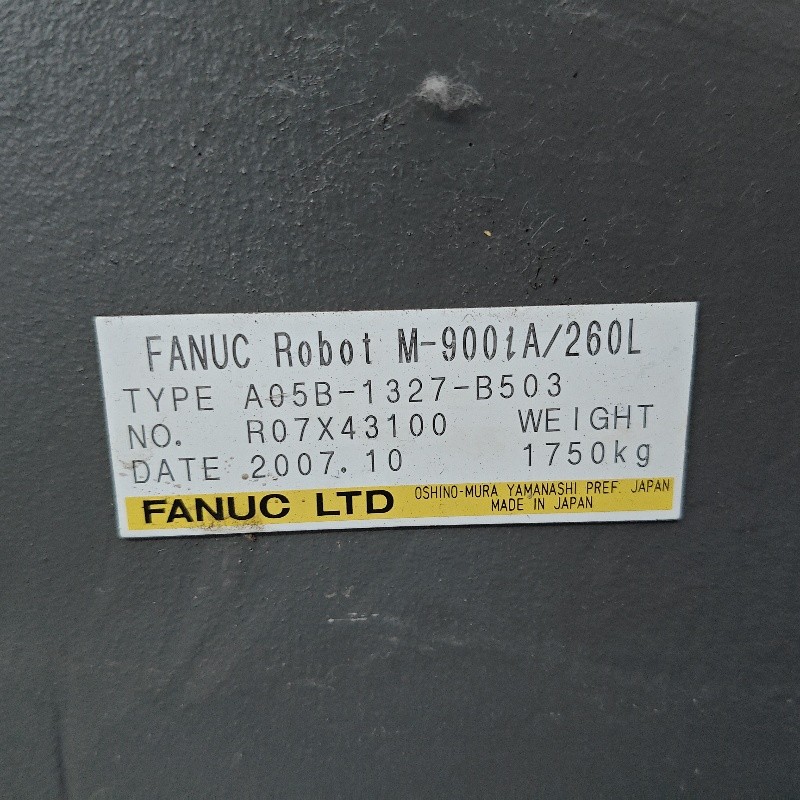 FANUC Robot M-900iA/260L
TYPE A05B-1327-B503
NO. R07X43100 WEIGHT
DATE 2007.10 1750kg
FANUC LTD OSHINO-MURA YAMANASHI PREF. JAPAN
MADE IN JAPAN